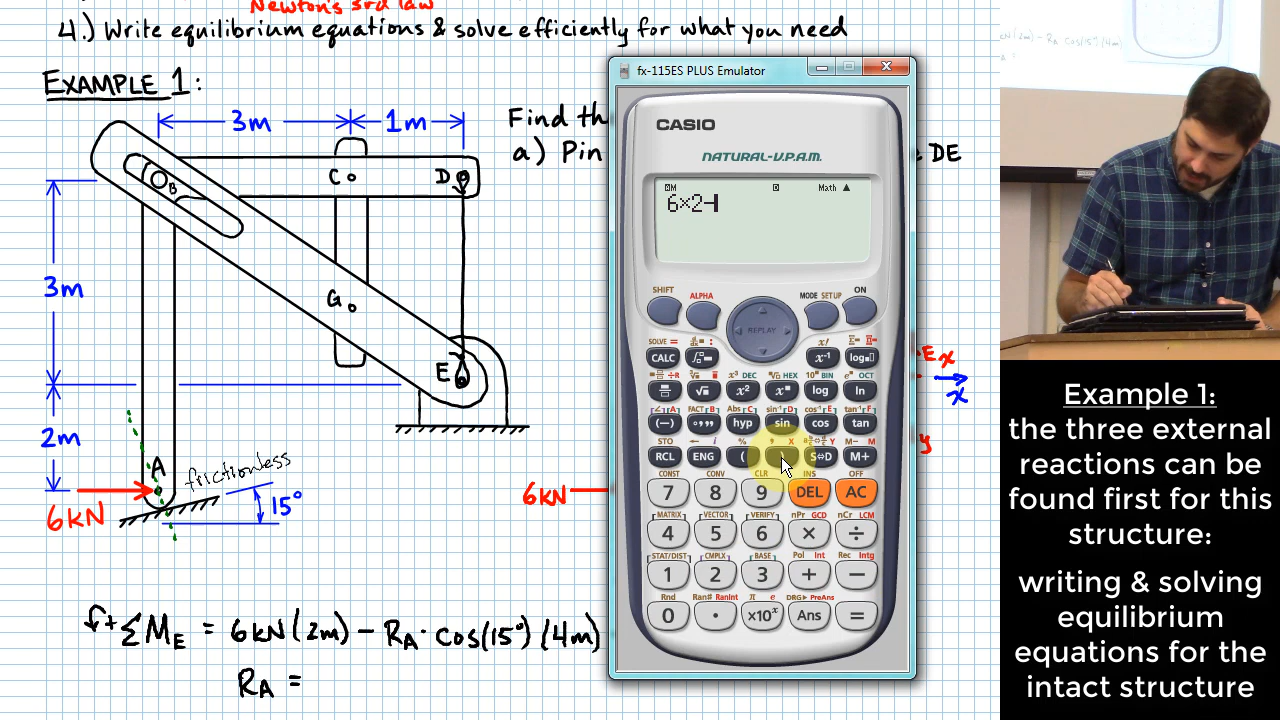 Newton's 3rd law
4.) Write equilibrium equations & solve efficiently for what you need
EXAMPLE 1:
3m
1m
Find th
a) Pin
DE
B
C
D
3m
G
E
2m
A
frictionless
15°
6kN
6kN
Ex
x
y
↶+ ΣME = 6kN(2m) - RA · cos(15°)(4m)
RA =
fx-115ES PLUS Emulator
CASIO
NATURAL-V.P.A.M.
M D Math ▲
6×2-
SHIFT ALPHA REPLAY MODE SETUP ON
CALC x⁻¹ log
x² log ln
(−) hyp sin cos tan
RCL ENG ( ) S⇔D M+
7 8 9 DEL AC
4 5 6 × ÷
1 2 3 + −
0 · ×10ˣ Ans =
Example 1:
the three external
reactions can be
found first for this
structure:
writing & solving
equilibrium
equations for the
intact structure